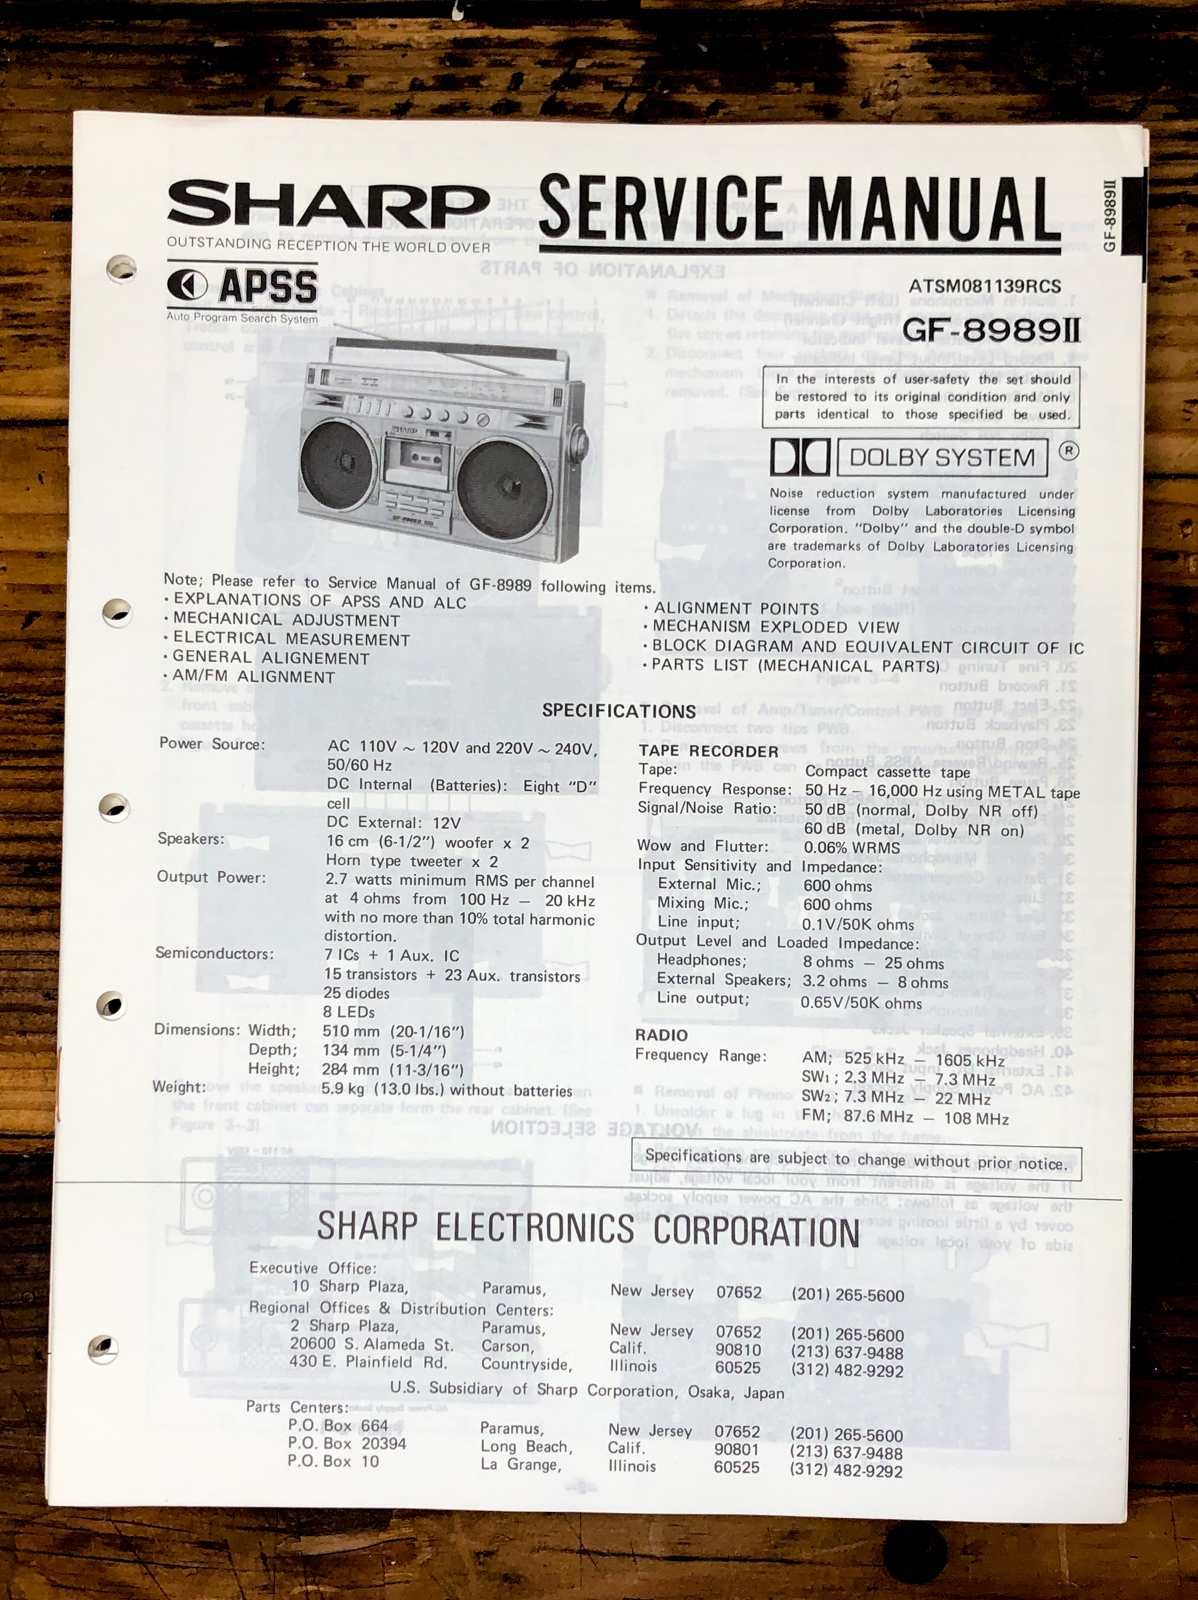 SHARP SERVICE MANUAL
OUTSTANDING RECEPTION THE WORLD OVER
GF-8989II
APSS
Auto Program Search System
ATSM081139RCS
GF-8989II
In the interests of user-safety the set should
be restored to its original condition and only
parts identical to those specified be used.
DOLBY SYSTEM ®
Noise reduction system manufactured under
license from Dolby Laboratories Licensing
Corporation. "Dolby" and the double-D symbol
are trademarks of Dolby Laboratories Licensing
Corporation.
SHARP
GF-8989II
Note; Please refer to Service Manual of GF-8989 following items.
· EXPLANATIONS OF APSS AND ALC
· MECHANICAL ADJUSTMENT
· ELECTRICAL MEASUREMENT
· GENERAL ALIGNEMENT
· AM/FM ALIGNMENT
· ALIGNMENT POINTS
· MECHANISM EXPLODED VIEW
· BLOCK DIAGRAM AND EQUIVALENT CIRCUIT OF IC
· PARTS LIST (MECHANICAL PARTS)
SPECIFICATIONS
Power Source: AC 110V ~ 120V and 220V ~ 240V,
50/60 Hz
DC Internal (Batteries): Eight "D"
cell
DC External: 12V
Speakers: 16 cm (6-1/2") woofer x 2
Horn type tweeter x 2
Output Power: 2.7 watts minimum RMS per channel
at 4 ohms from 100 Hz — 20 kHz
with no more than 10% total harmonic
distortion.
Semiconductors: 7 ICs + 1 Aux. IC
15 transistors + 23 Aux. transistors
25 diodes
8 LEDs
Dimensions: Width; 510 mm (20-1/16")
Depth; 134 mm (5-1/4")
Height; 284 mm (11-3/16")
Weight: 5.9 kg (13.0 lbs.) without batteries
TAPE RECORDER
Tape: Compact cassette tape
Frequency Response: 50 Hz — 16,000 Hz using METAL tape
Signal/Noise Ratio: 50 dB (normal, Dolby NR off)
60 dB (metal, Dolby NR on)
Wow and Flutter: 0.06% WRMS
Input Sensitivity and Impedance:
External Mic.; 600 ohms
Mixing Mic.; 600 ohms
Line input; 0.1V/50K ohms
Output Level and Loaded Impedance:
Headphones; 8 ohms — 25 ohms
External Speakers; 3.2 ohms — 8 ohms
Line output; 0.65V/50K ohms
RADIO
Frequency Range: AM; 525 kHz — 1605 kHz
SW1; 2.3 MHz — 7.3 MHz
SW2; 7.3 MHz — 22 MHz
FM; 87.6 MHz — 108 MHz
Specifications are subject to change without prior notice.
SHARP ELECTRONICS CORPORATION
Executive Office:
10 Sharp Plaza, Paramus, New Jersey 07652 (201) 265-5600
Regional Offices & Distribution Centers:
2 Sharp Plaza, Paramus, New Jersey 07652 (201) 265-5600
20600 S. Alameda St. Carson, Calif. 90810 (213) 637-9488
430 E. Plainfield Rd. Countryside, Illinois 60525 (312) 482-9292
U.S. Subsidiary of Sharp Corporation, Osaka, Japan
Parts Centers:
P.O. Box 664 Paramus, New Jersey 07652 (201) 265-5600
P.O. Box 20394 Long Beach, Calif. 90801 (213) 637-9488
P.O. Box 10 La Grange, Illinois 60525 (312) 482-9292